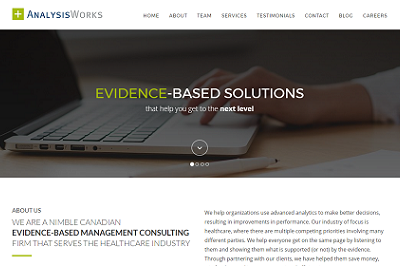 AnalysisWorks
HOME ABOUT TEAM SERVICES TESTIMONIALS CONTACT BLOG CAREERS
EVIDENCE-BASED SOLUTIONS
that help you get to the next level
ABOUT US
WE ARE A NIMBLE CANADIAN
EVIDENCE-BASED MANAGEMENT CONSULTING
FIRM THAT SERVES THE HEALTHCARE INDUSTRY
We help organizations use advanced analytics to make better decisions,
resulting in improvements in performance. Our industry of focus is
healthcare, where there are multiple competing priorities involving many
different parties. We help everyone get on the same page by listening to
them and showing them what is supported (or not) by the evidence.
Through partnering with our clients, we have helped them save money,